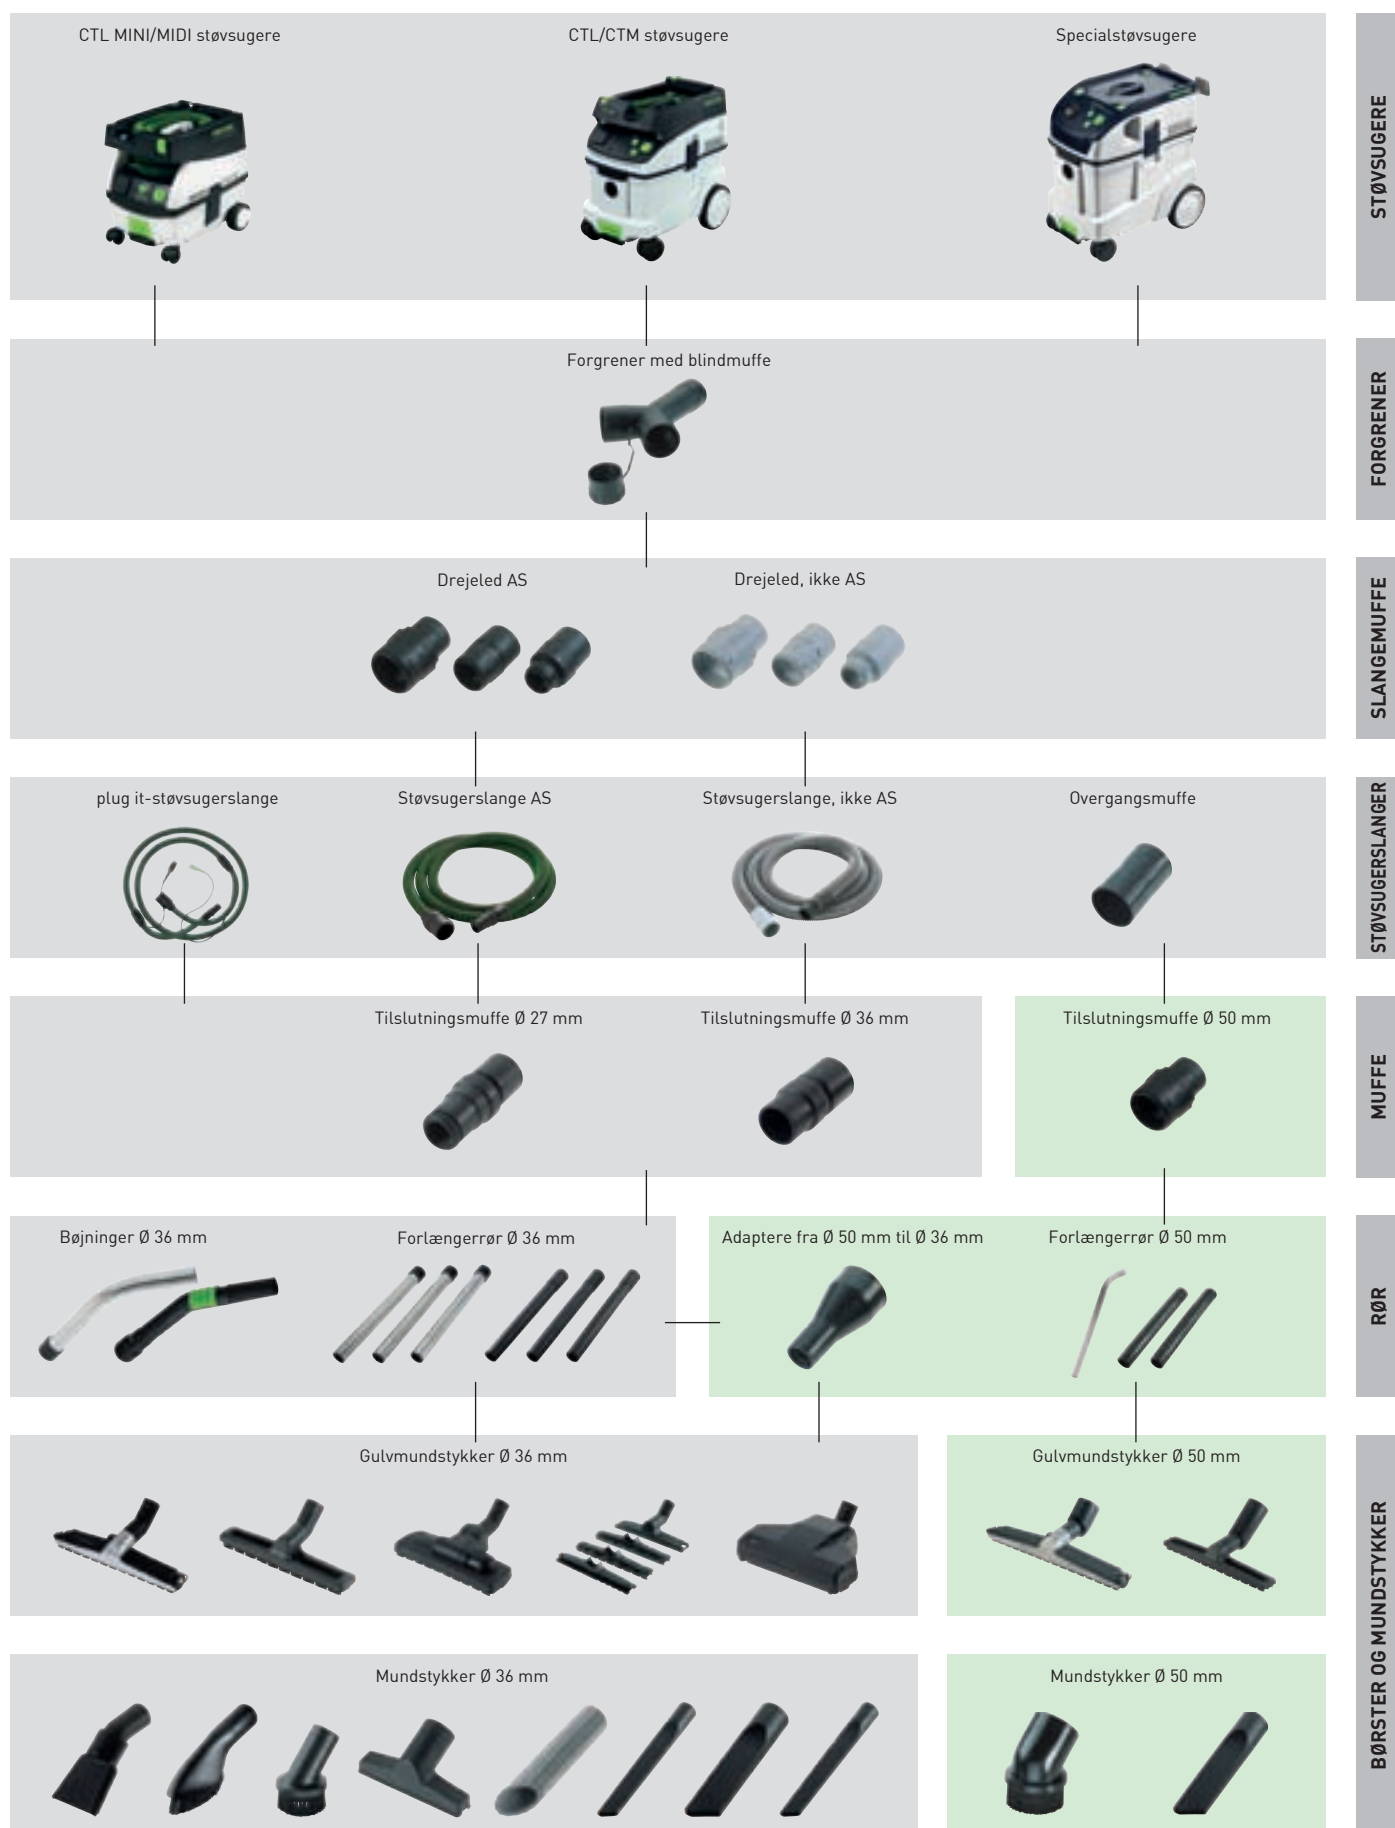 CTL MINI/MIDI støvsugere
CTL/CTM støvsugere
Specialstøvsugere
STØVSUGERE
Forgrener med blindmuffe
FORGRENER
Drejeled AS
Drejeled, ikke AS
SLANGEMUFFE
plug it-støvsugerslange
Støvsugerslange AS
Støvsugerslange, ikke AS
Overgangsmuffe
STØVSUGERSLANGER
Tilslutningsmuffe Ø 27 mm
Tilslutningsmuffe Ø 36 mm
Tilslutningsmuffe Ø 50 mm
MUFFE
Bøjninger Ø 36 mm
Forlængerrør Ø 36 mm
Adaptere fra Ø 50 mm til Ø 36 mm
Forlængerrør Ø 50 mm
RØR
Gulvmundstykker Ø 36 mm
Gulvmundstykker Ø 50 mm
Mundstykker Ø 36 mm
Mundstykker Ø 50 mm
BØRSTER OG MUNDSTYKKER